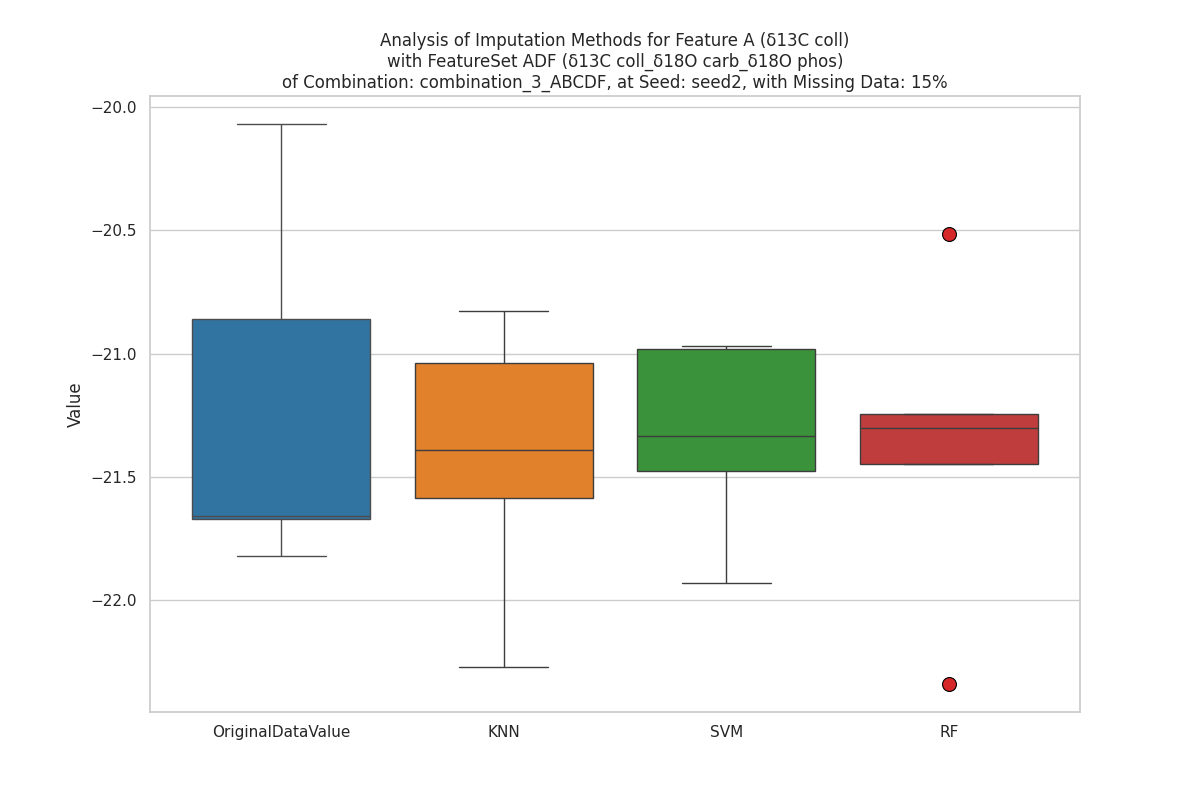 Analysis of Imputation Methods for Feature A (δ13C coll)
with FeatureSet ADF (δ13C coll_δ18O carb_δ18O phos)
of Combination: combination_3_ABCDF, at Seed: seed2, with Missing Data: 15%
−20.0
−20.5
−21.0
−21.5
−22.0
Value
OriginalDataValue
KNN
SVM
RF